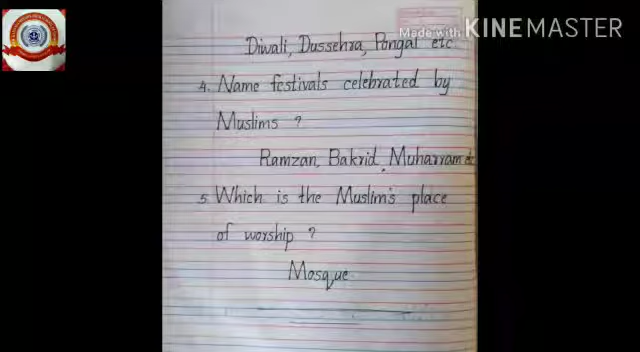 Made with KINEMASTER
Diwali, Dussehra, Pongal etc.
4. Name festivals celebrated by
Muslims ?
Ramzan, Bakrid, Muharram etc
5. Which is the Muslim's place
of worship ?
Mosque.